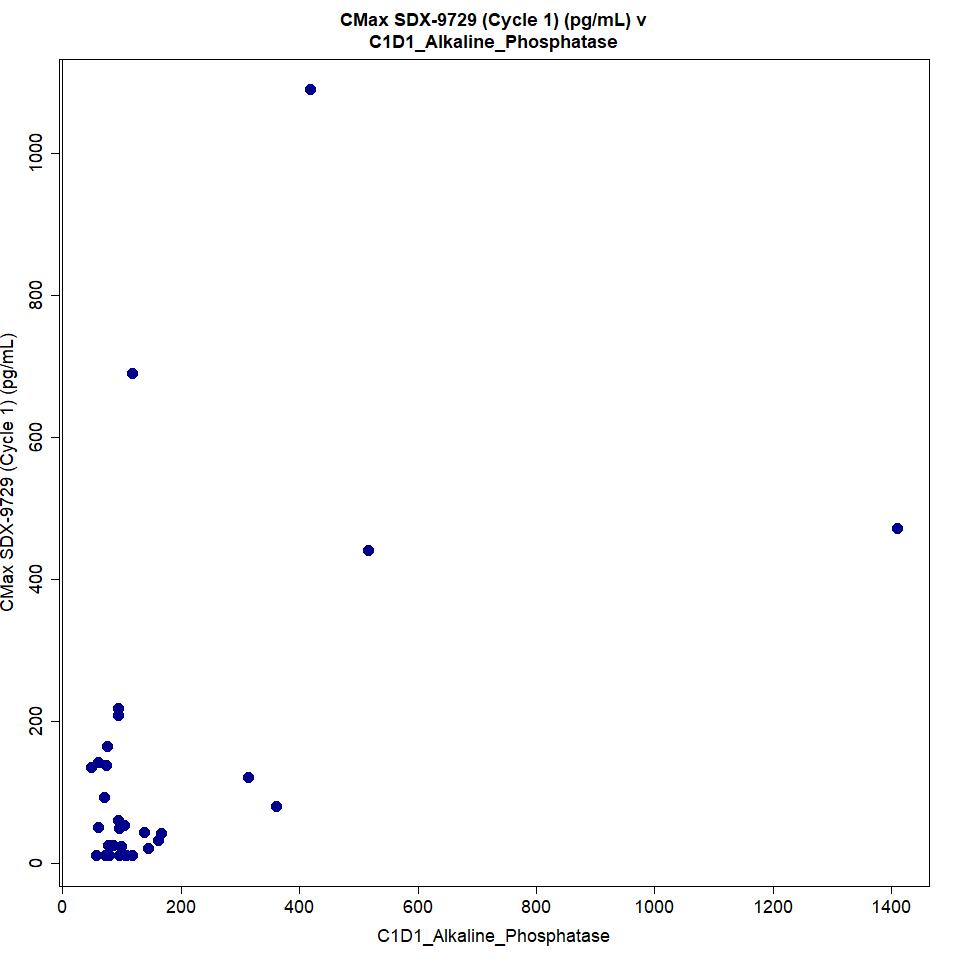 CMax SDX-9729 (Cycle 1) (pg/mL) v
C1D1_Alkaline_Phosphatase
1000
800
600
400
200
0
CMax SDX-9729 (Cycle 1) (pg/mL)
0 200 400 600 800 1000 1200 1400
C1D1_Alkaline_Phosphatase